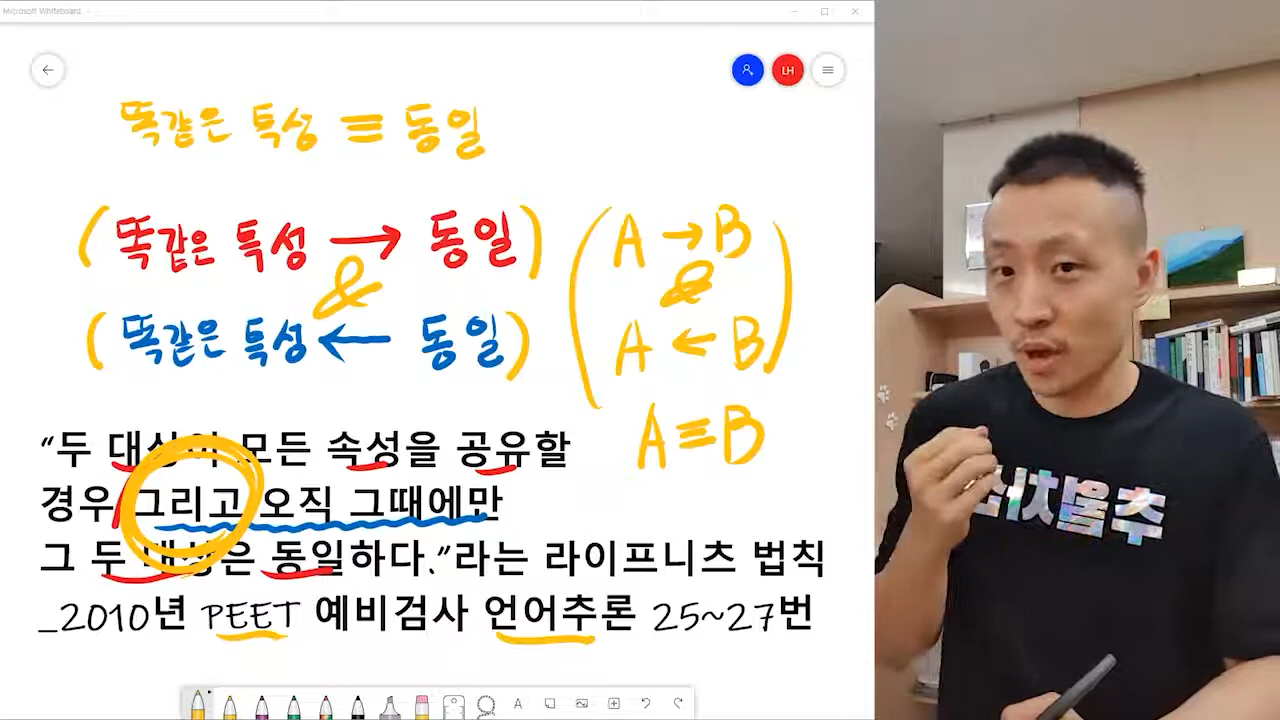 Microsoft Whiteboard
LH
똑같은 특성 ≡ 동일
(똑같은 특성 → 동일)
&
(똑같은 특성 ← 동일)
(A → B
&
A ← B)
A ≡ B
“두 대상이 모든 속성을 공유할
경우, 그리고 오직 그때에만
그 두 대상은 동일하다.”라는 라이프니츠 법칙
_2010년 PEET 예비검사 언어추론 25~27번
A